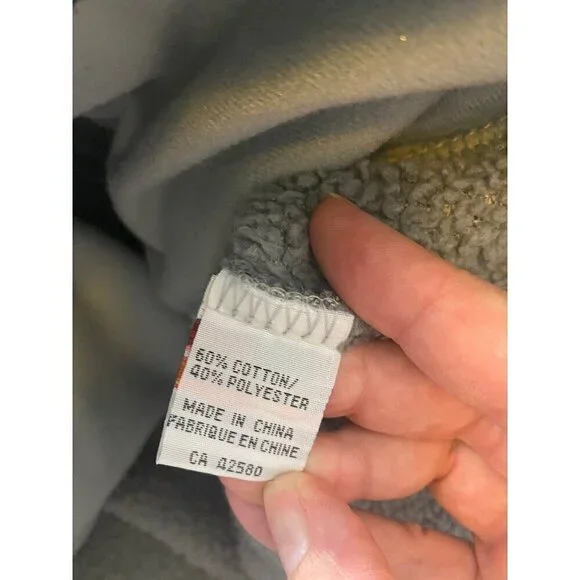 60% COTTON/
40% POLYESTER
MADE IN CHINA
FABRIQUE EN CHINE
CA 42580